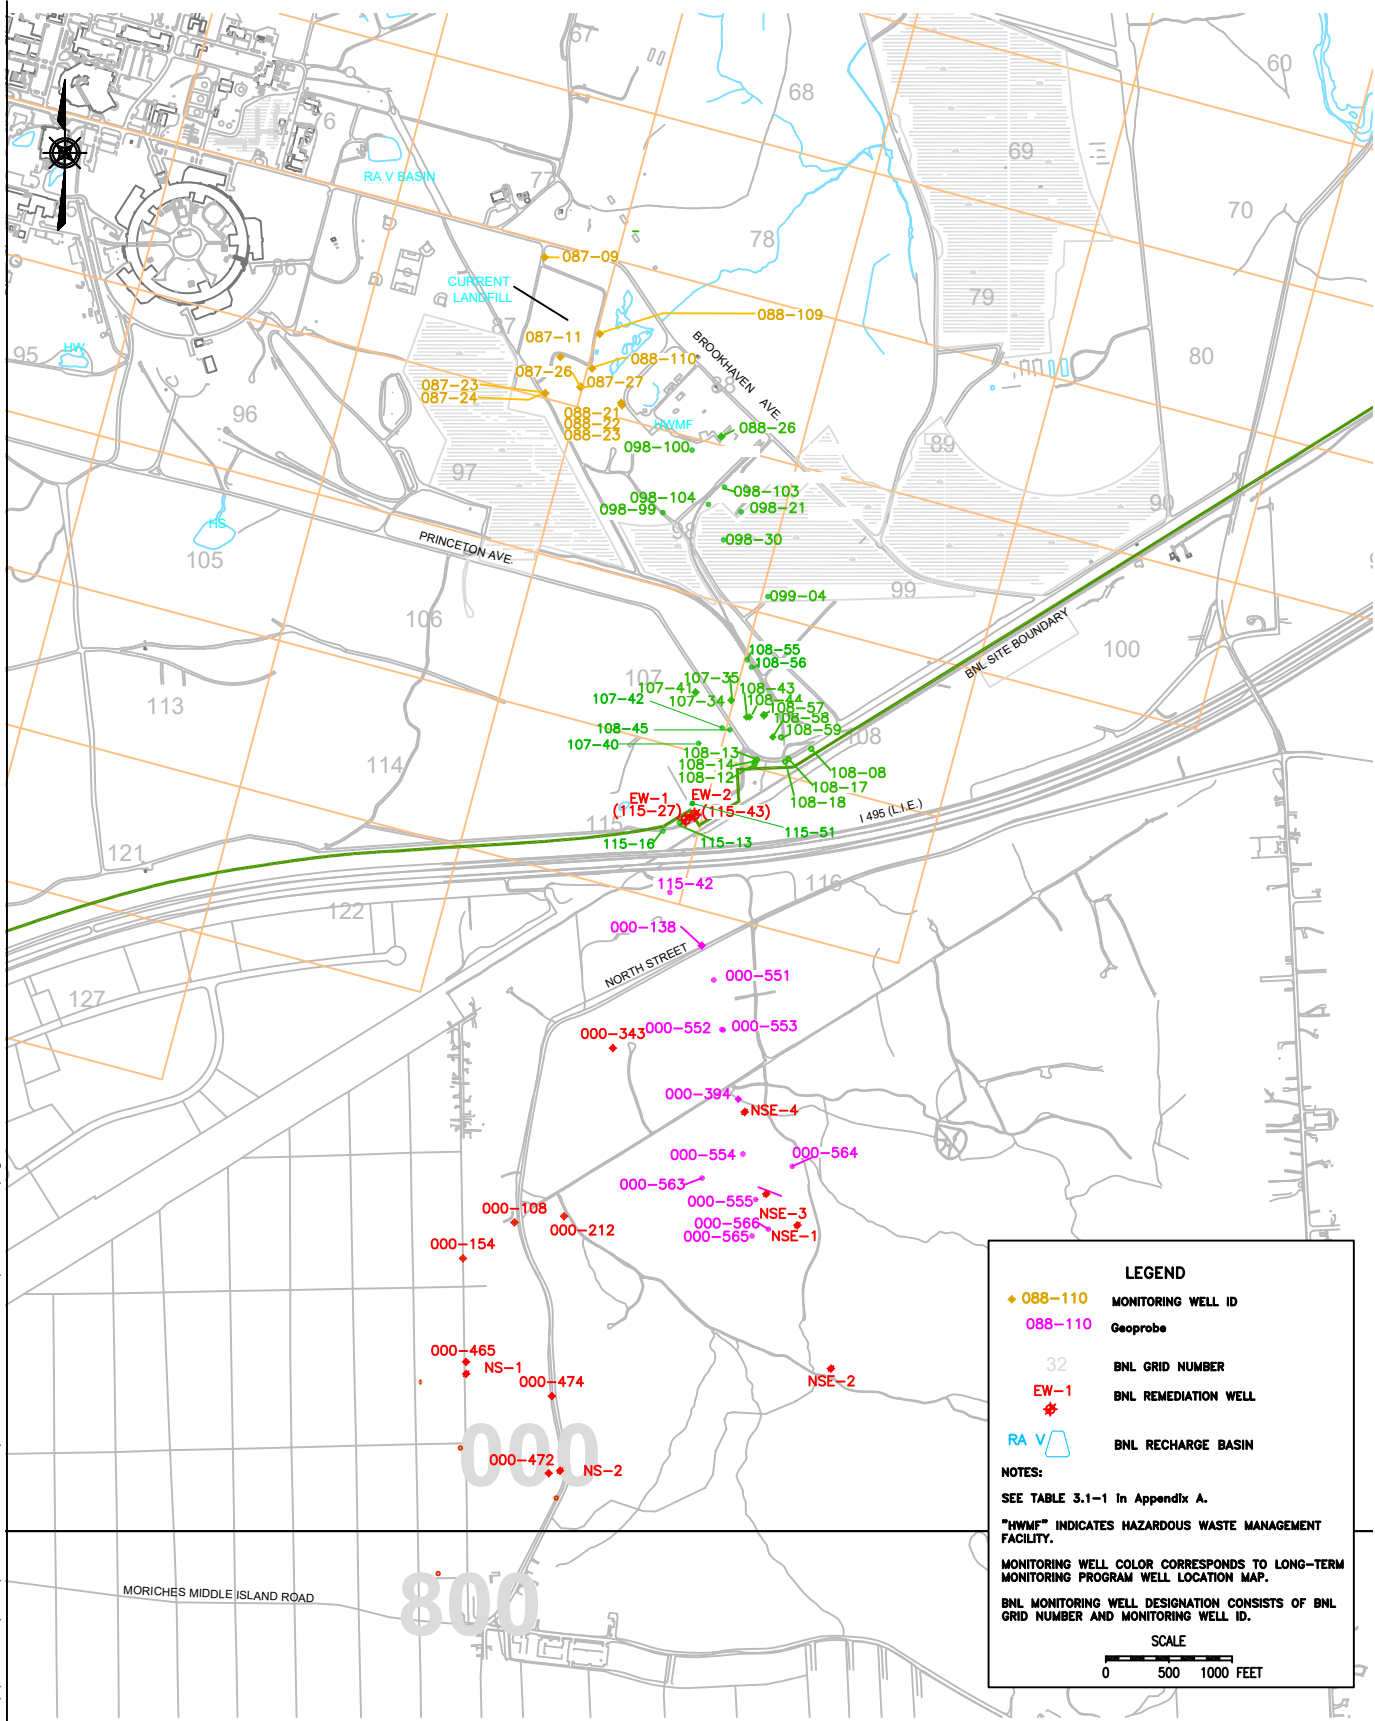 67
60
68
76
69
RA V BASIN
77
70
78
86
087-09
CURRENT
LANDFILL
79
088-109
87
087-11
BROOKHAVEN AVE.
95
HW
088-110
80
087-26
087-27
087-23
087-24
88
96
088-21
088-22
088-23
HWMF
088-26
89
098-100
97
098-103
098-104
098-21
90
098-99
HS
98
098-30
PRINCETON AVE.
105
99
099-04
106
BNL SITE BOUNDARY
100
108-55
108-56
107
107-35
107-41
108-43
107-42
107-34
108-44
113
108-57
108-58
108-45
108-59
108
107-40
108-13
114
108-14
108-12
108-08
108-17
EW-1
EW-2
108-18
(115-27)
(115-43)
I 495 (L.I.E.)
115
115-51
115-16
115-13
121
115-42
116
122
000-138
NORTH STREET
000-551
127
000-552
000-553
000-343
000-394
NSE-4
000-554
000-564
000-563
000-555
000-108
NSE-3
000-566
000-212
000-565
NSE-1
000-154
000-465
NS-1
NSE-2
000-474
000
000-472
NS-2
MORICHES MIDDLE ISLAND ROAD
800
LEGEND
088-110 MONITORING WELL ID
088-110 Geoprobe
32 BNL GRID NUMBER
EW-1 BNL REMEDIATION WELL
RA V BNL RECHARGE BASIN
NOTES:
SEE TABLE 3.1-1 in Appendix A.
"HWMF" INDICATES HAZARDOUS WASTE MANAGEMENT
FACILITY.
MONITORING WELL COLOR CORRESPONDS TO LONG-TERM
MONITORING PROGRAM WELL LOCATION MAP.
BNL MONITORING WELL DESIGNATION CONSISTS OF BNL
GRID NUMBER AND MONITORING WELL ID.
SCALE
0 500 1000 FEET